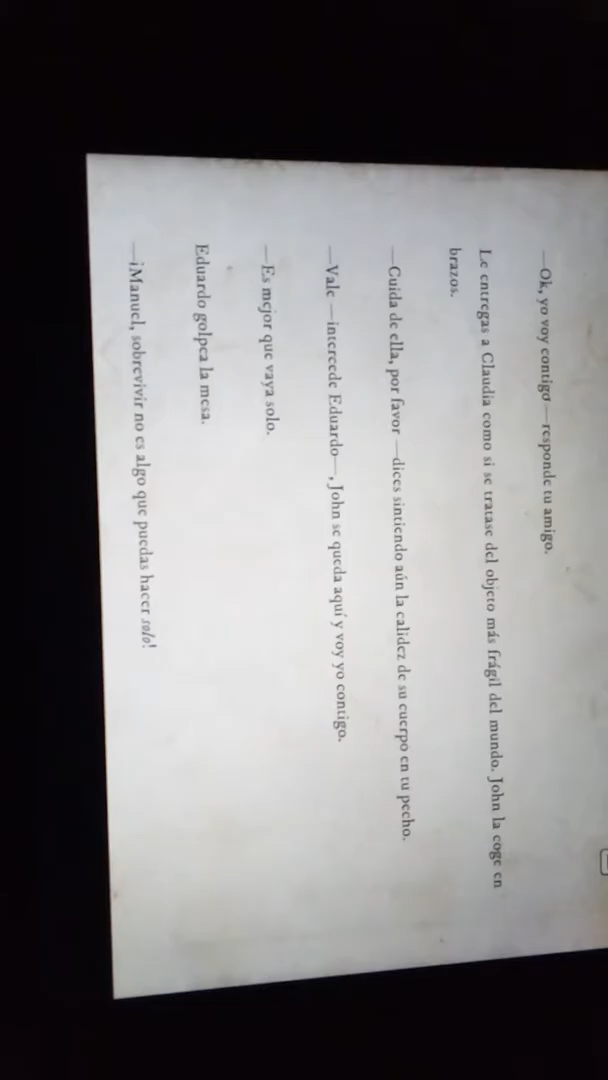 —Ok, yo voy contigo —responde tu amigo.
Le entregas a Claudia como si se tratase del objeto más frágil del mundo. John la coge en
brazos.
—Cuida de ella, por favor —dices sintiendo aún la calidez de su cuerpo en tu pecho.
—Vale —intercede Eduardo—, John se queda aquí y voy yo contigo.
—Es mejor que vaya solo.
Eduardo golpea la mesa.
—¡Manuel, sobrevivir no es algo que puedas hacer solo!